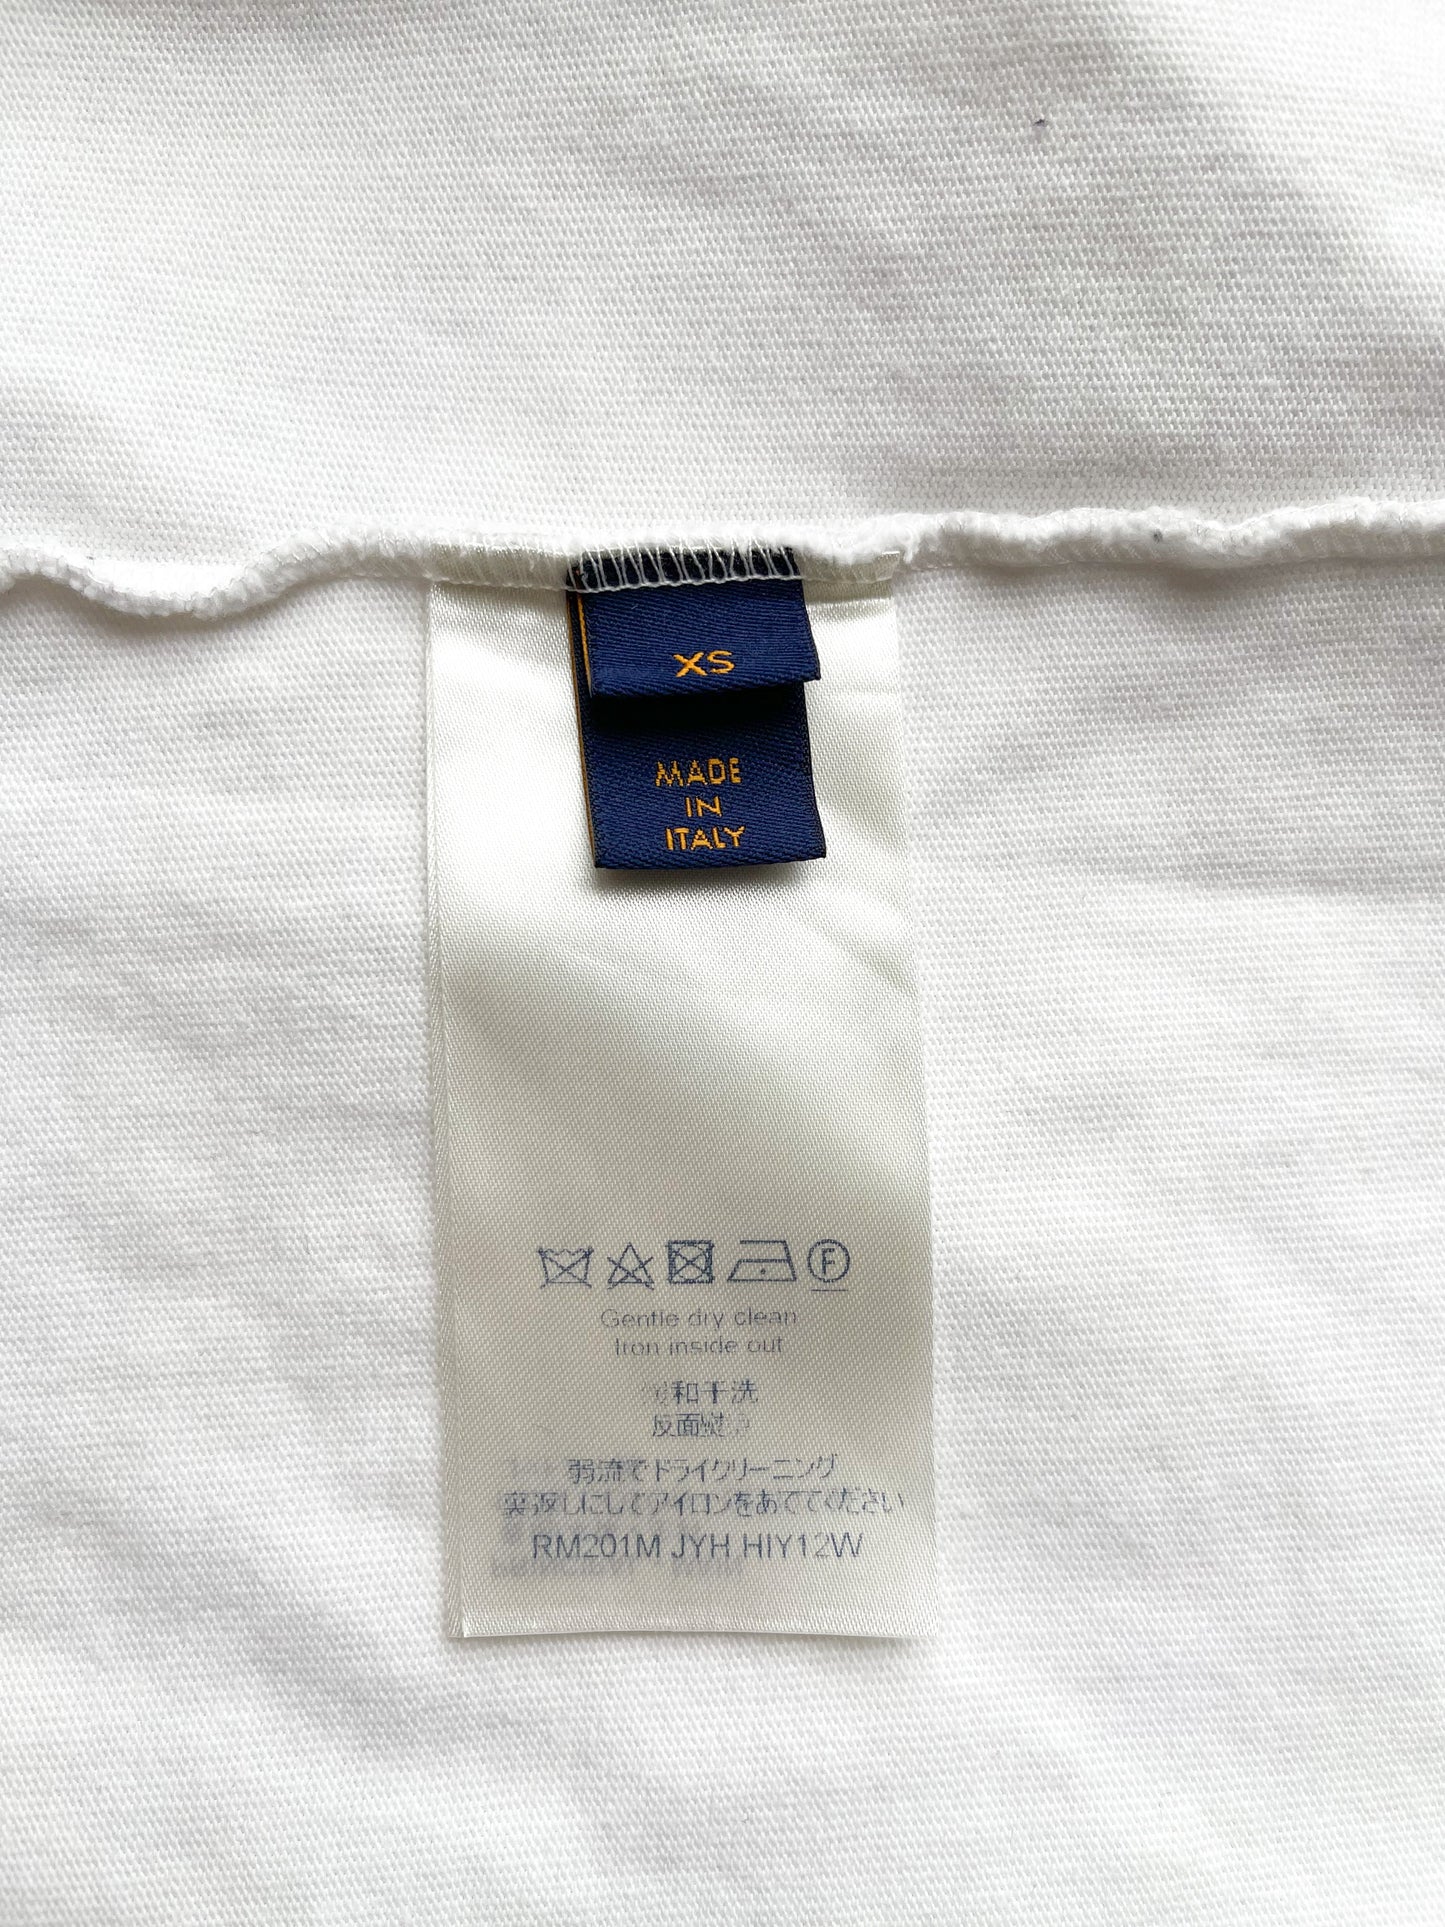 XS
MADE
IN
ITALY
F
Gentle dry clean
Iron inside out
和干洗
反面熨
弱流でドライクリーニング
裏返しにしてアイロンをあててください
RM201M JYH HIY12W